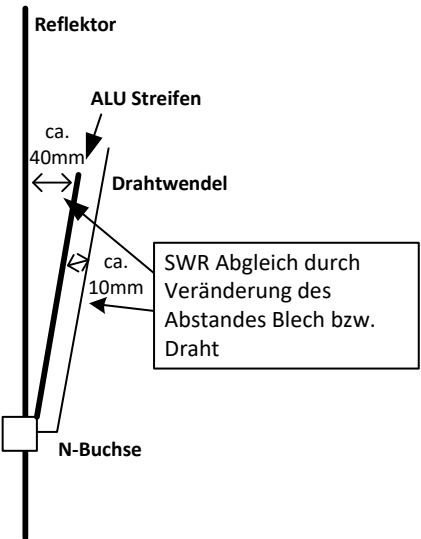 Reflektor
ALU Streifen
ca.
40mm
Drahtwendel
ca.
10mm
SWR Abgleich durch
Veränderung des
Abstandes Blech bzw.
Draht
N-Buchse